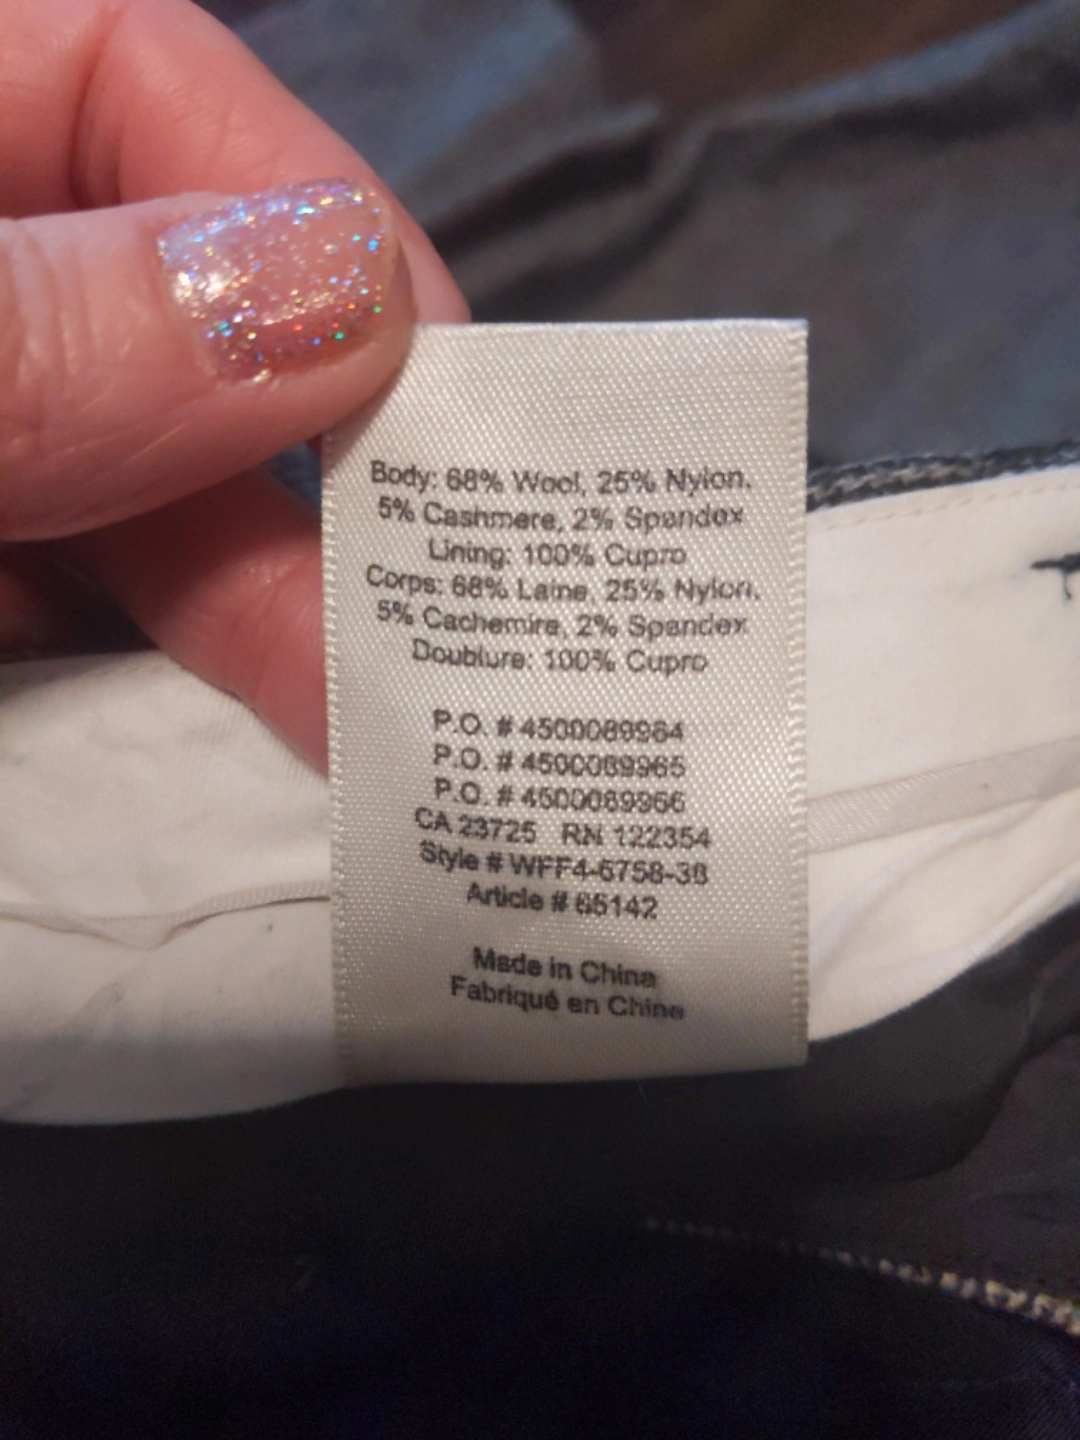 Body: 68% Wool, 25% Nylon,
5% Cashmere, 2% Spandex
Lining: 100% Cupro
Corps: 68% Laine, 25% Nylon,
5% Cachemire, 2% Spandex
Doublure: 100% Cupro
P.O. # 4500089964
P.O. # 4500089965
P.O. # 4500089966
CA 23725 RN 122354
Style # WFF4-6758-38
Article # 65142
Made in China
Fabriqué en Chine